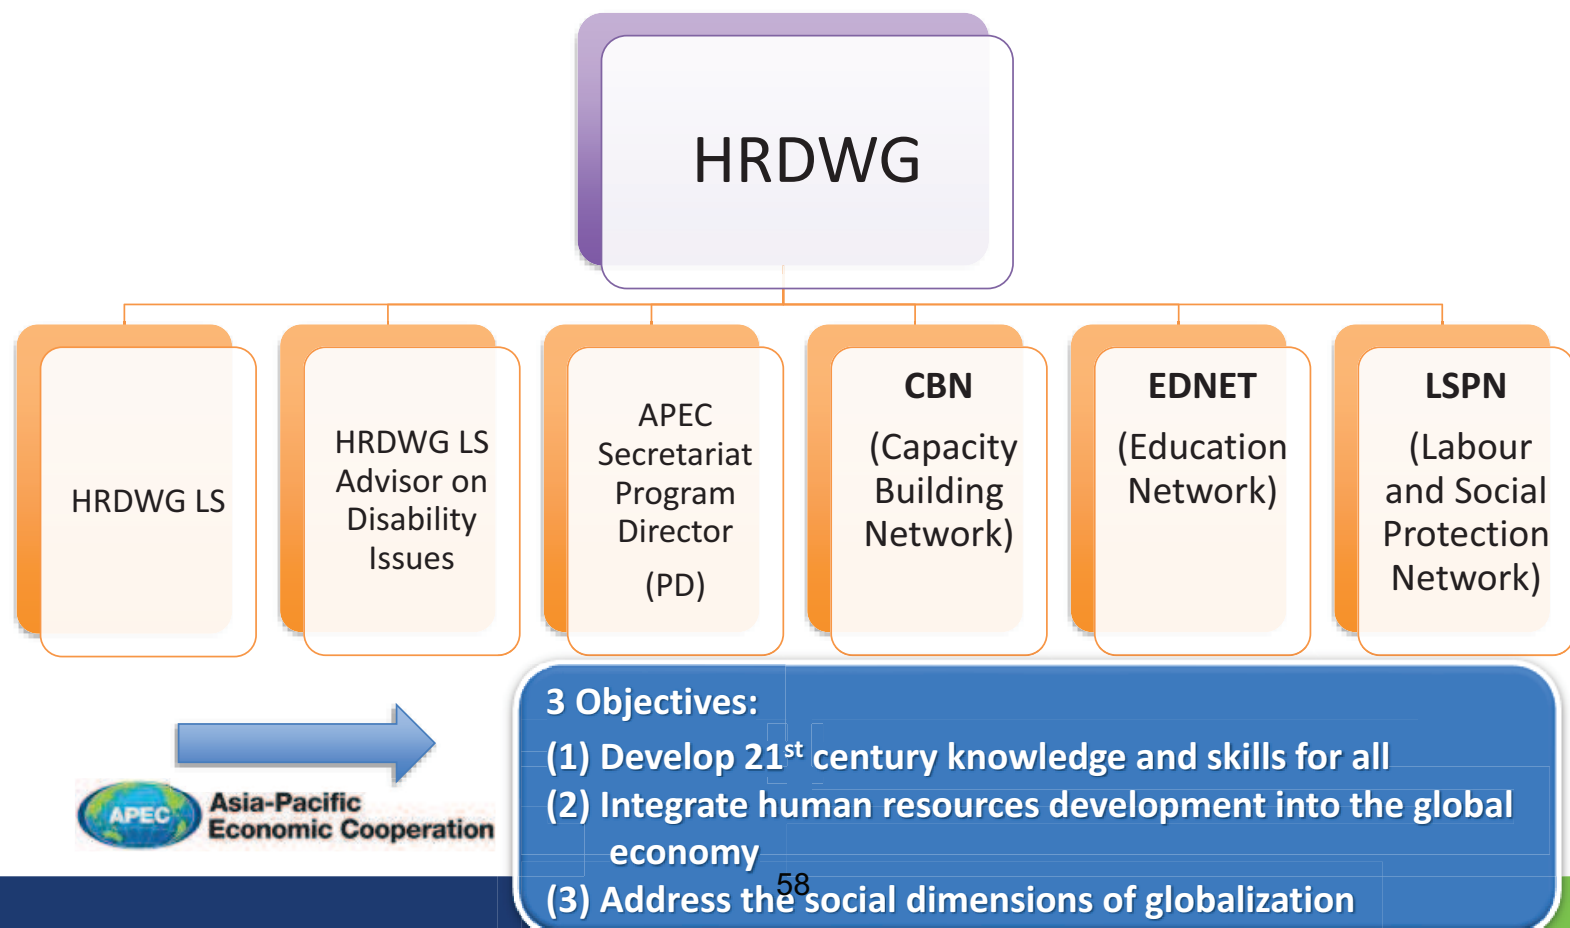 HRDWG
HRDWG LS
HRDWG LS
Advisor on
Disability
Issues
APEC
Secretariat
Program
Director
(PD)
CBN
(Capacity
Building
Network)
EDNET
(Education
Network)
LSPN
(Labour
and Social
Protection
Network)
3 Objectives:
(1) Develop 21st century knowledge and skills for all
(2) Integrate human resources development into the global
economy
(3) Address the social dimensions of globalization
APEC
Asia-Pacific
Economic Cooperation
58